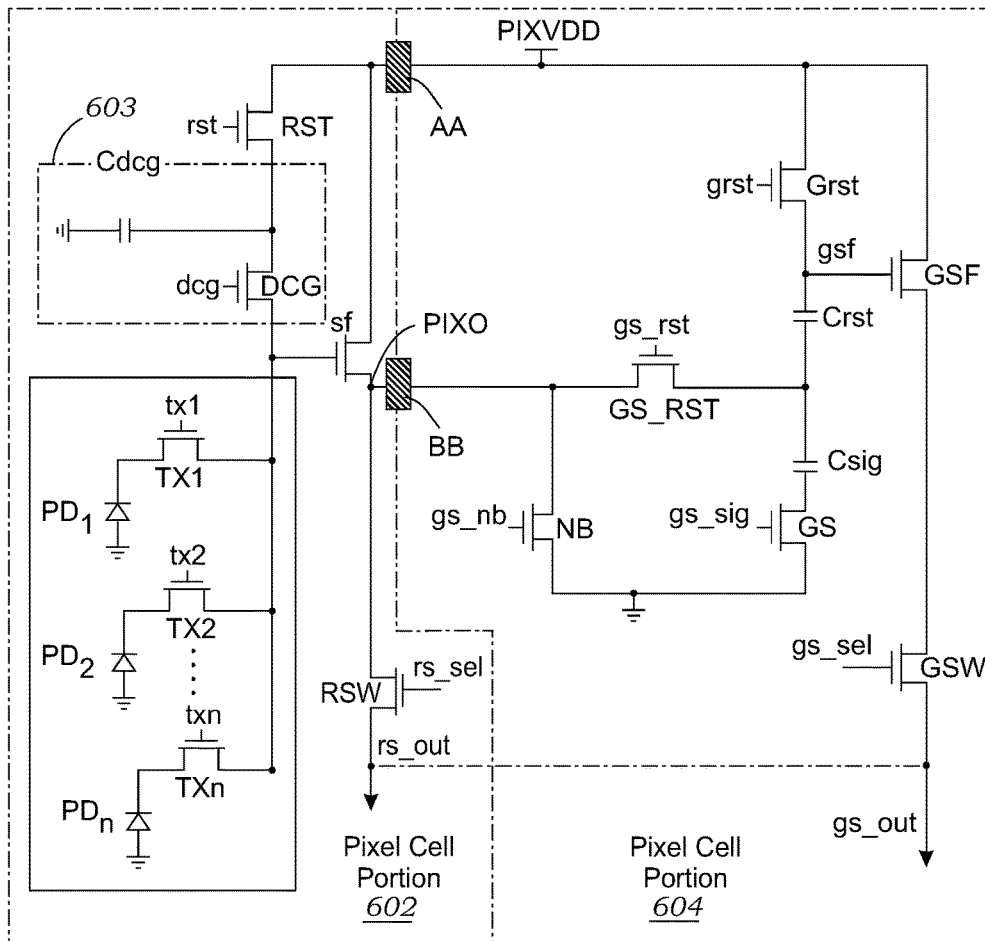 PIXVDD
603
rst
RST
AA
Cdcg
grst
Grst
gsf
GSF
dcg
DCG
sf
PIXO
gs_rst
Crst
GS_RST
BB
tx1
TX1
PD1
Csig
gs_nb
NB
gs_sig
GS
tx2
TX2
PD2
gs_sel
GSW
rs_sel
RSW
txn
TXn
rs_out
PDn
gs_out
Pixel Cell
Portion
602
Pixel Cell
Portion
604